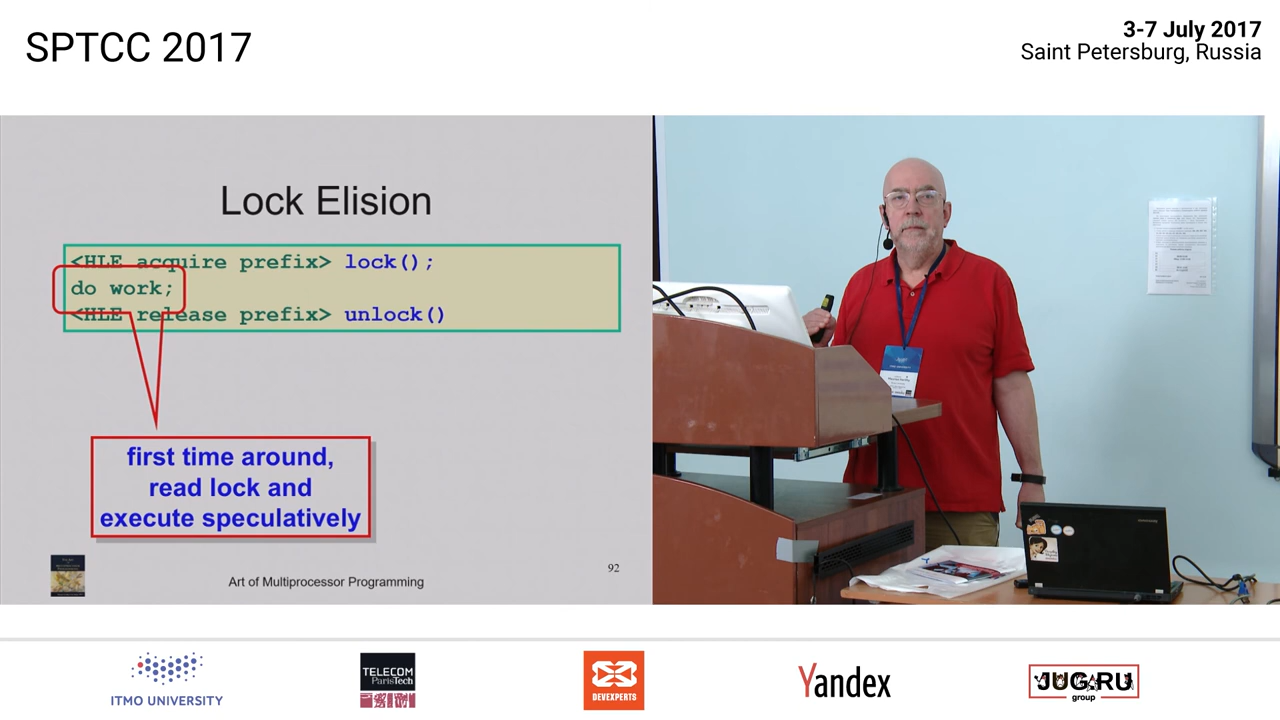 SPTCC 2017
3-7 July 2017
Saint Petersburg, Russia
Lock Elision
<HLE acquire prefix> lock();
do work;
<HLE release prefix> unlock()
first time around,
read lock and
execute speculatively
Art of Multiprocessor Programming
92
ITMO UNIVERSITY
TELECOM
ParisTech
DEVEXPERTS
Yandex
JUG.RU
group